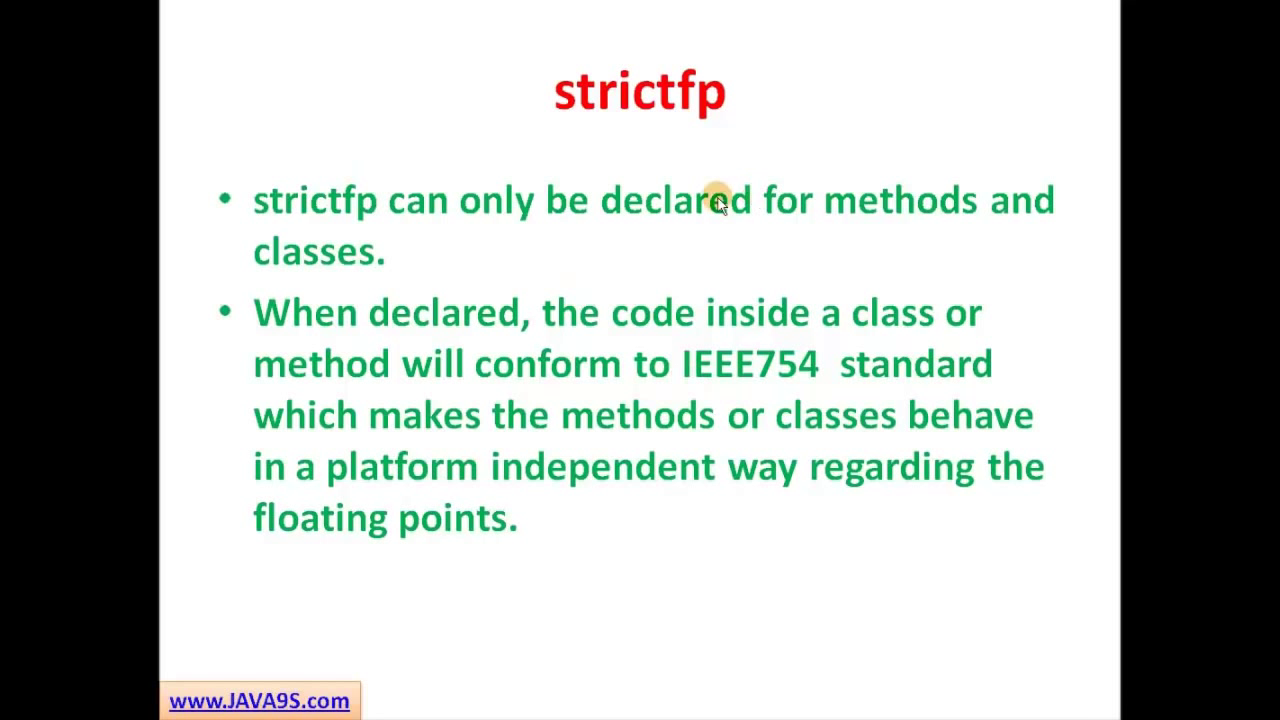 strictfp
• strictfp can only be declared for methods and
classes.
• When declared, the code inside a class or
method will conform to IEEE754  standard
which makes the methods or classes behave
in a platform independent way regarding the
floating points.
www.JAVA9S.com